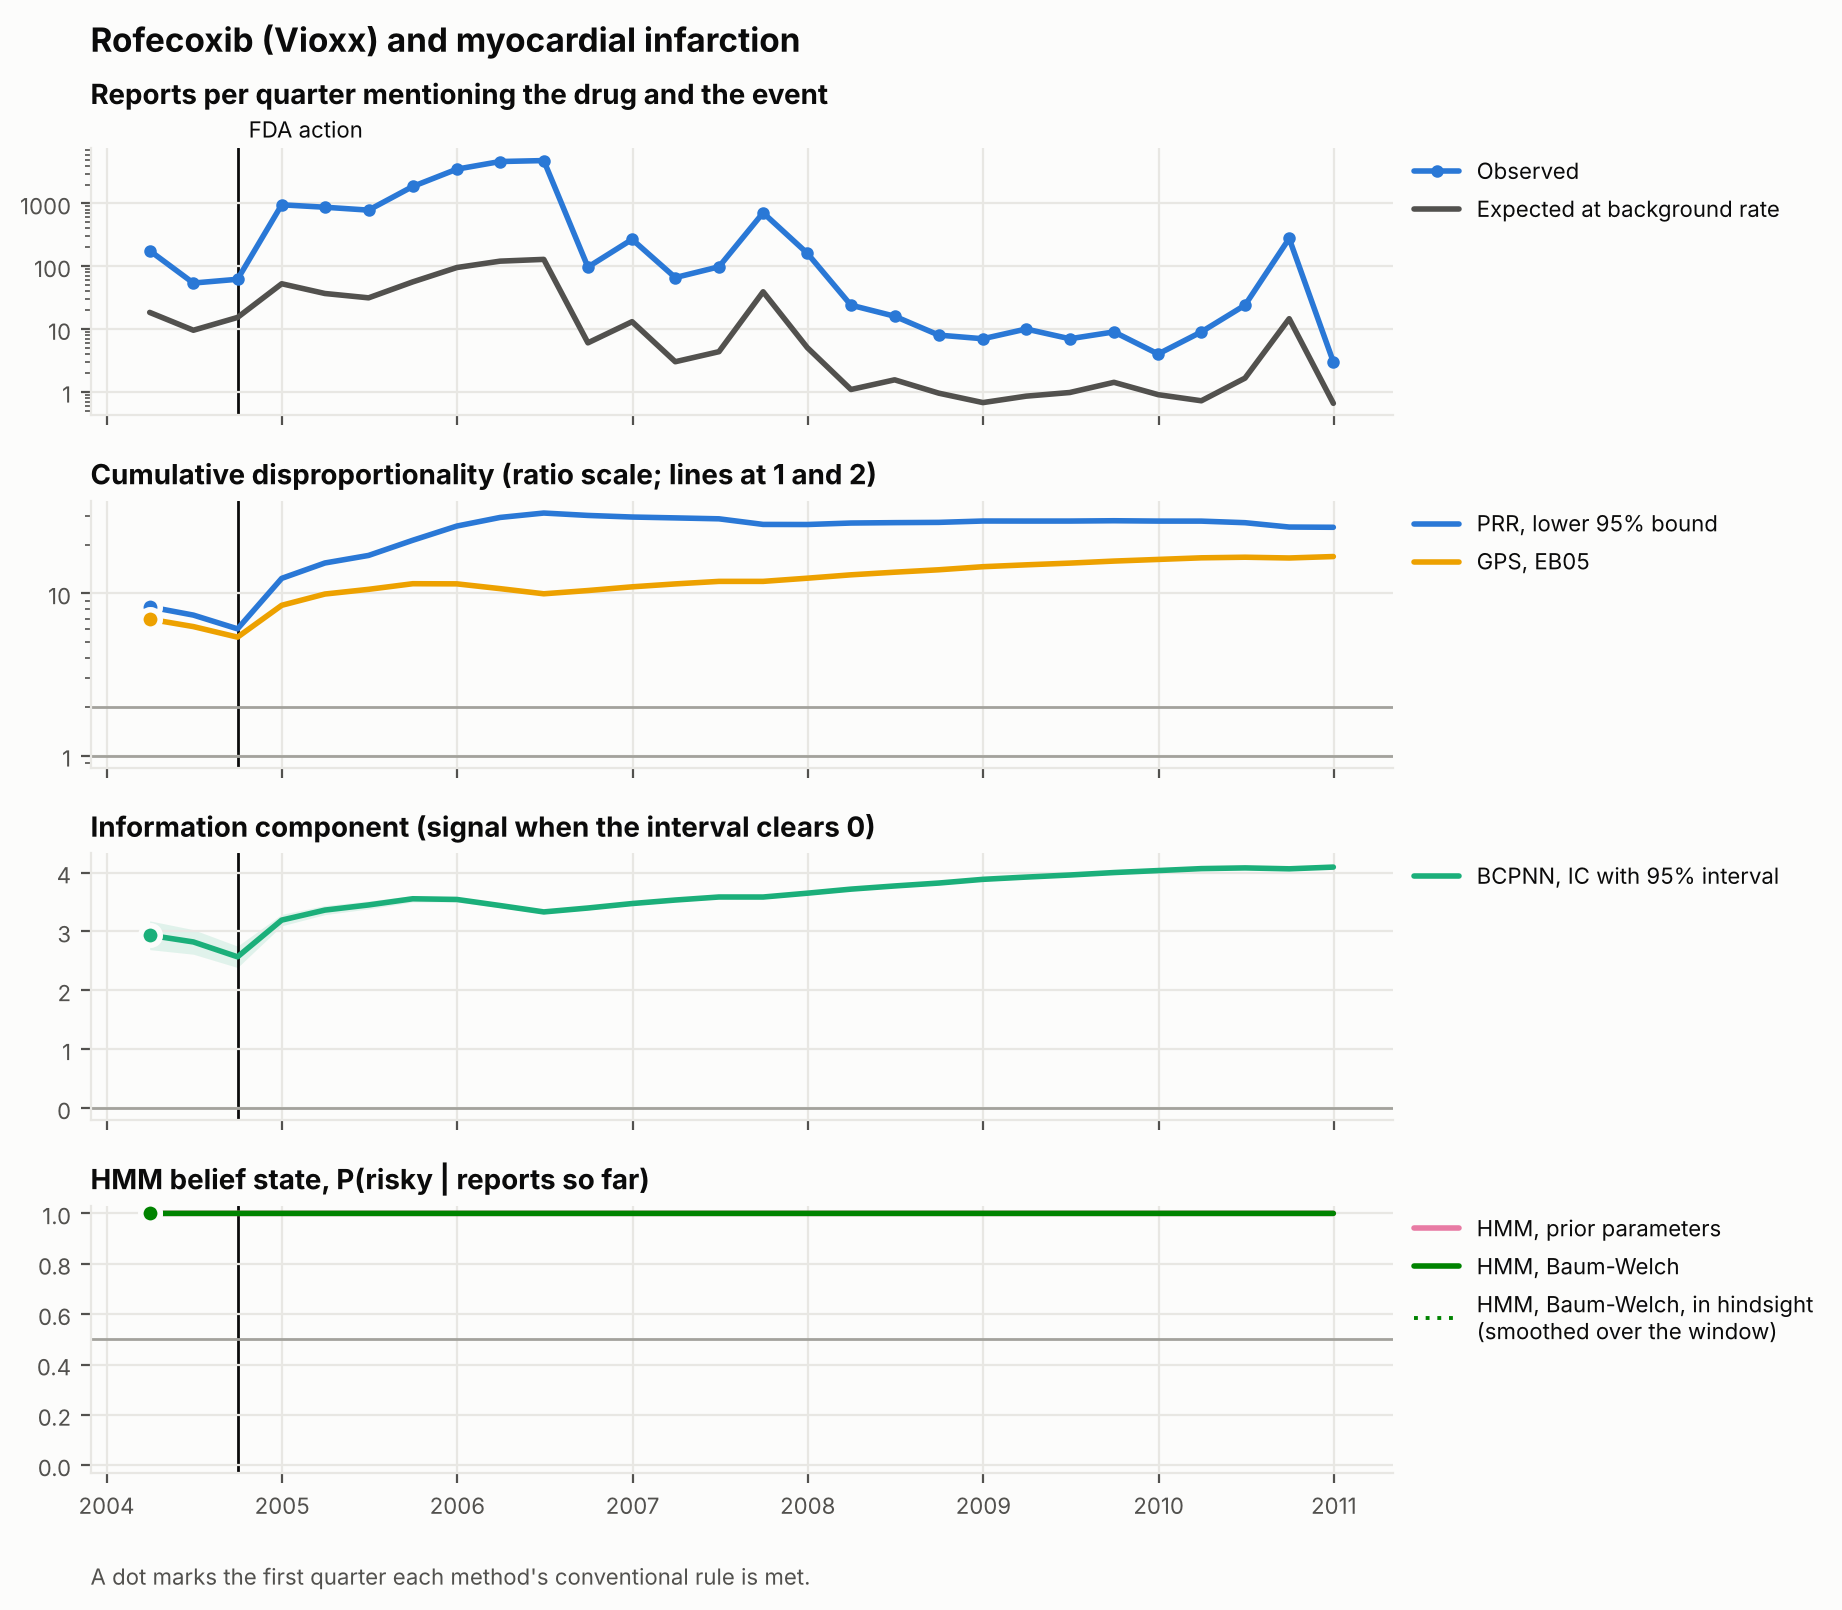 Rofecoxib (Vioxx) and myocardial infarction
Reports per quarter mentioning the drug and the event
FDA action
1000
100
10
1
Observed
Expected at background rate
Cumulative disproportionality (ratio scale; lines at 1 and 2)
10
1
PRR, lower 95% bound
GPS, EB05
Information component (signal when the interval clears 0)
4
3
2
1
0
BCPNN, IC with 95% interval
HMM belief state, P(risky | reports so far)
1.0
0.8
0.6
0.4
0.2
0.0
HMM, prior parameters
HMM, Baum-Welch
HMM, Baum-Welch, in hindsight
(smoothed over the window)
2004 2005 2006 2007 2008 2009 2010 2011
A dot marks the first quarter each method's conventional rule is met.